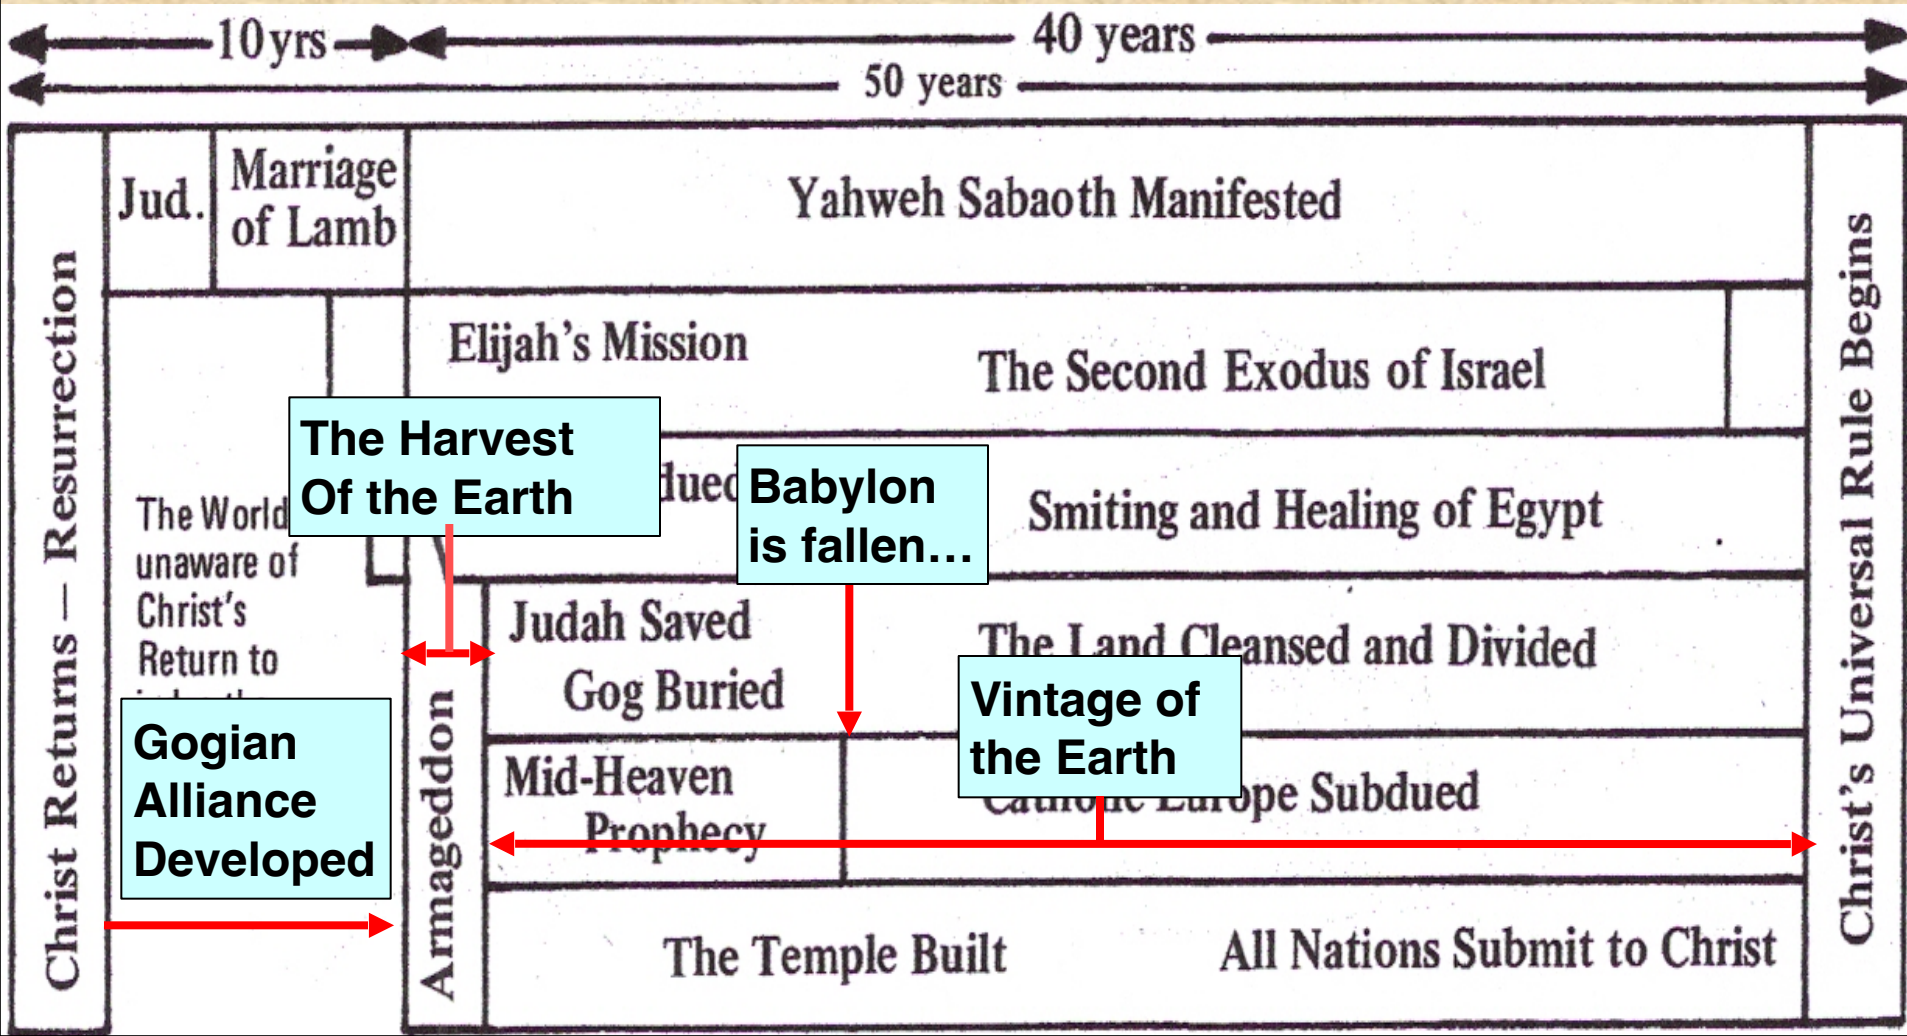 10yrs
40 years
50 years
Christ Returns – Resurrection
Jud.
Marriage
of Lamb
Yahweh Sabaoth Manifested
Elijah's Mission
The Second Exodus of Israel
The Harvest
Of the Earth
Babylon
is fallen...
Smiting and Healing of Egypt
The World
unaware of
Christ's
Return to
Gogian
Alliance
Developed
Armageddon
Judah Saved
Gog Buried
The Land Cleansed and Divided
Vintage of
the Earth
Mid-Heaven
Prophecy
Catholic Europe Subdued
The Temple Built
All Nations Submit to Christ
Christ's Universal Rule Begins